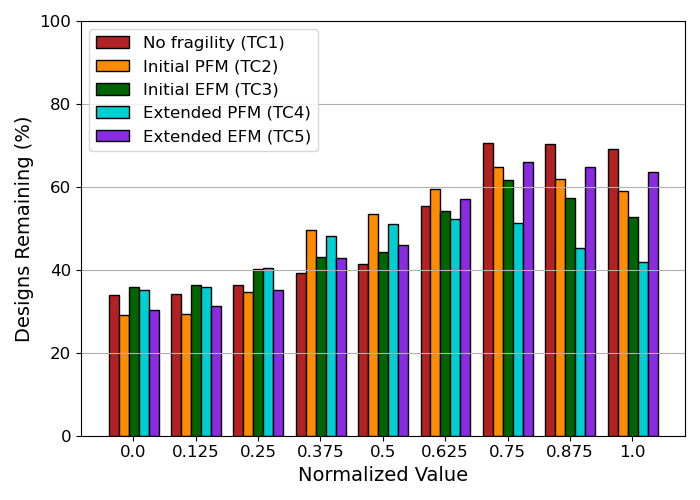 100
80
60
40
20
0
Designs Remaining (%)
No fragility (TC1)
Initial PFM (TC2)
Initial EFM (TC3)
Extended PFM (TC4)
Extended EFM (TC5)
0.0 0.125 0.25 0.375 0.5 0.625 0.75 0.875 1.0
Normalized Value